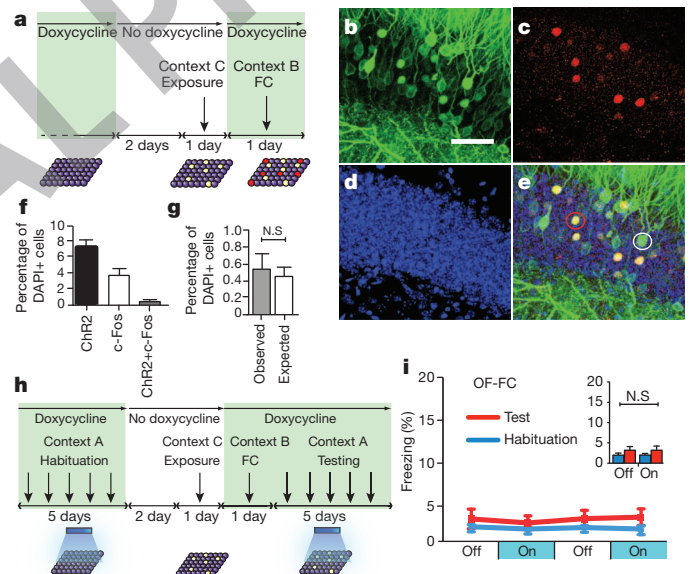 a
Doxycycline No doxycycline Doxycycline
Context C Context B
Exposure FC
2 days 1 day 1 day
b
c
d
e
f
Percentage of
DAPI+ cells
10
8
6
4
2
0
ChR2
c-Fos
ChR2+c-Fos
g
Percentage of
DAPI+ cells
N.S
1.0
0.8
0.6
0.4
0.2
0
Observed
Expected
h
Doxycycline No doxycycline Doxycycline
Context A Context C Context B Context A
Habituation Exposure FC Testing
5 days 2 day 1 day 1 day 5 days
i
OF-FC
Test
Habituation
Freezing (%)
20
15
10
5
0
Off On Off On
20
15
10
5
0
N.S
Off On